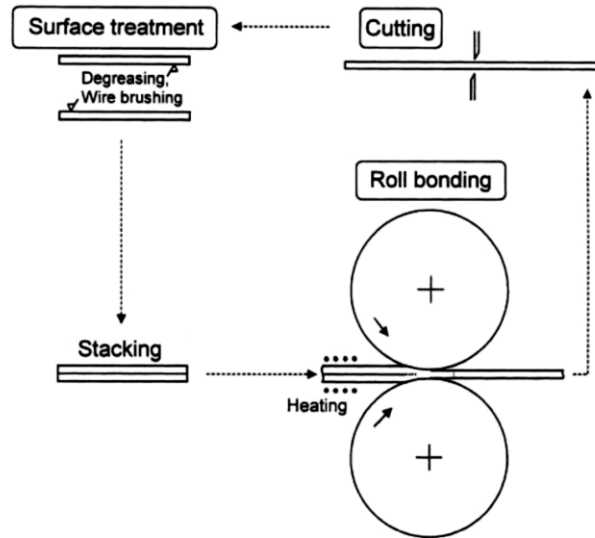 Surface treatment
Cutting
Degreasing,
Wire brushing
Roll bonding
Stacking
Heating